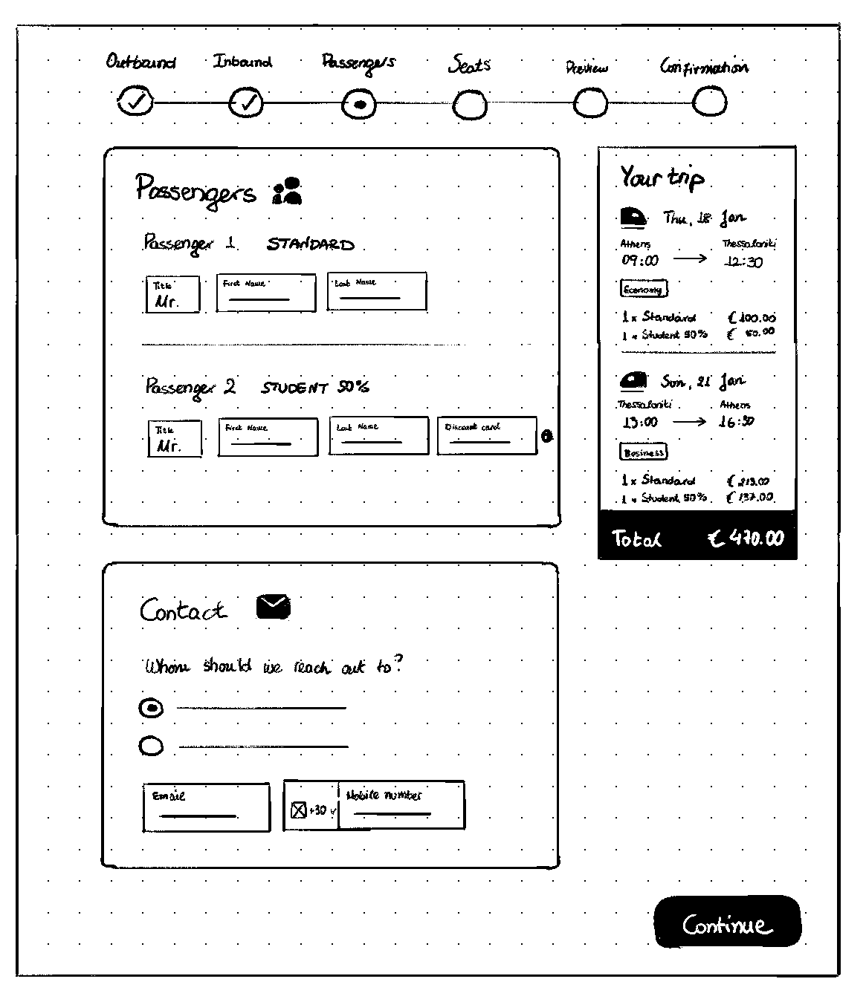 Outbound Inbound Passengers Seats Preview Confirmation
Passengers
Passenger 1 STANDARD
Title First Name Last Name
Mr.
Passenger 2 STUDENT 50%
Title First Name Last Name Discount card
Mr.
Your trip
Thu, 18 Jan
Athens Thessaloniki
09:00 → 12:30
Economy
1 x Standard € 100.00
1 x Student 50% € 50.00
Sun, 21 Jan
Thessaloniki Athens
13:00 → 16:30
Business
1 x Standard € 213.00
1 x Student 50% € 137.00
Total € 470.00
Contact
Whom should we reach out to?
Email
+30
Mobile number
Continue